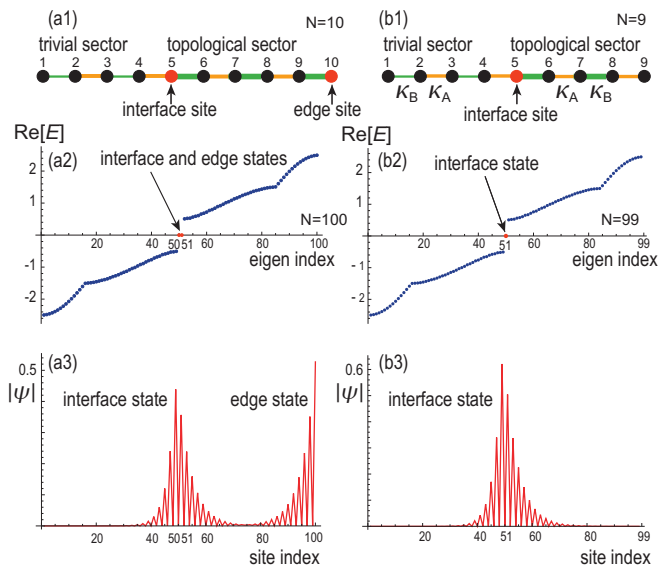 (a1) N=10
trivial sector topological sector
1 2 3 4 5 6 7 8 9 10
interface site edge site
(b1) N=9
trivial sector topological sector
1 2 3 4 5 6 7 8 9
κB κA κA κB
interface site
Re[E]
(a2)
interface and edge states
2
1
-1
-2
N=100
20 40 50 51 60 80 100
eigen index
(b2)
interface state
2
1
-1
-2
N=99
20 40 51 60 80 99
eigen index
(a3)
0.5
|ψ|
interface state edge state
20 40 50 51 60 80 100
site index
(b3)
0.6
|ψ|
interface state
20 40 51 60 80 99
site index